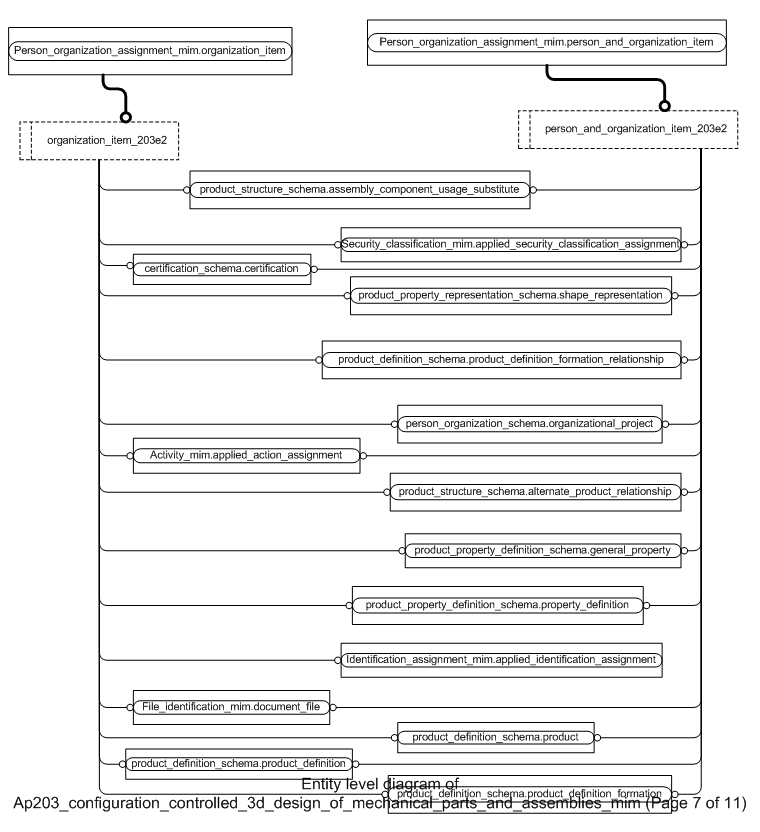 Person_organization_assignment_mim.organization_item
Person_organization_assignment_mim.person_and_organization_item
organization_item_203e2
person_and_organization_item_203e2
product_structure_schema.assembly_component_usage_substitute
Security_classification_mim.applied_security_classification_assignment
certification_schema.certification
product_property_representation_schema.shape_representation
product_definition_schema.product_definition_formation_relationship
person_organization_schema.organizational_project
Activity_mim.applied_action_assignment
product_structure_schema.alternate_product_relationship
product_property_definition_schema.general_property
product_property_definition_schema.property_definition
Identification_assignment_mim.applied_identification_assignment
File_identification_mim.document_file
product_definition_schema.product
product_definition_schema.product_definition
Entity level diagram of
product_definition_schema.product_definition_formation
Ap203_configuration_controlled_3d_design_of_mechanical_parts_and_assemblies_mim (Page 7 of 11)